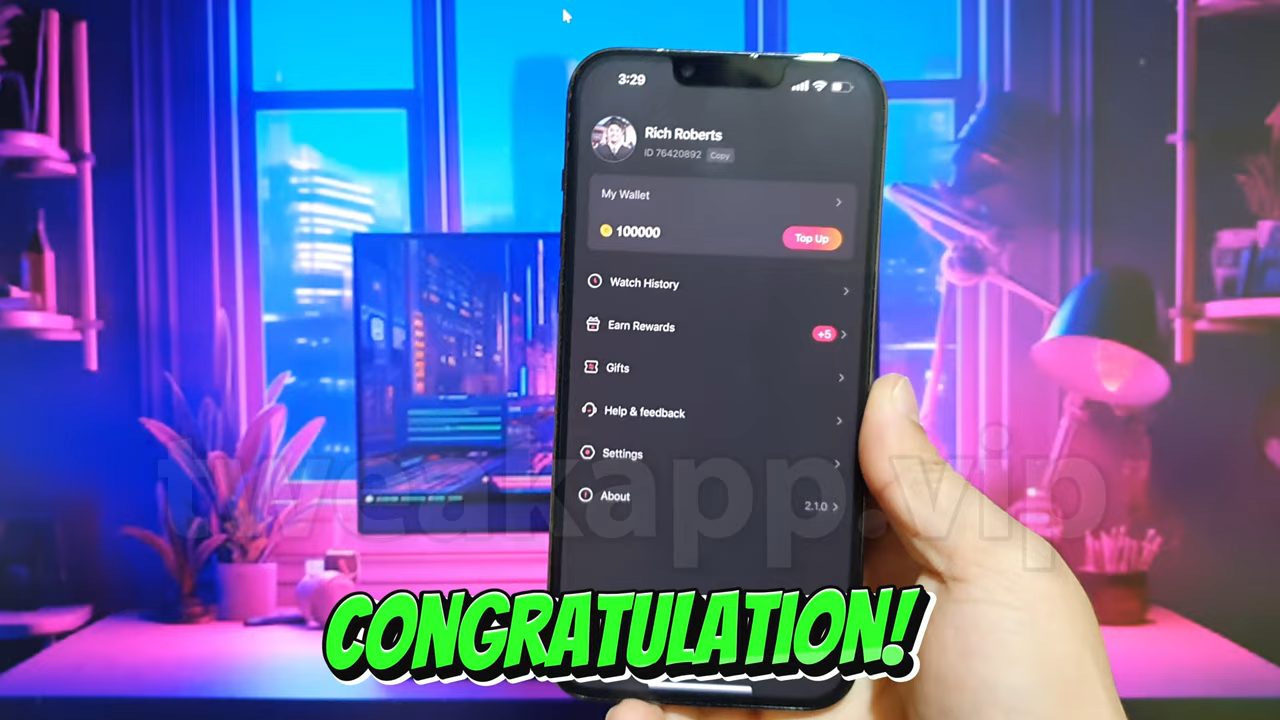 3:29
Rich Roberts
ID 76420892 Copy
My Wallet
100000 Top Up
Watch History
Earn Rewards +5
Gifts
Help & feedback
Settings
About 2.1.0
tweakapp.vip
CONGRATULATION!